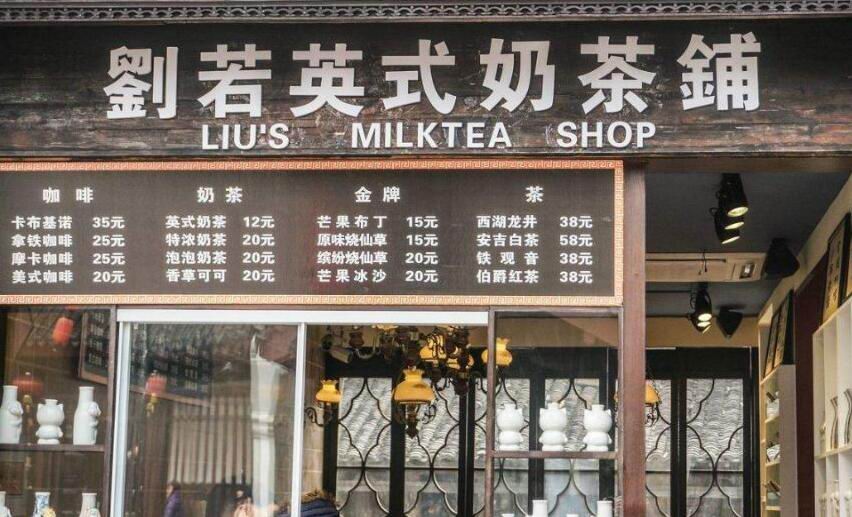 劉若英式奶茶鋪
LIU'S MILKTEA SHOP
咖啡 奶茶 金牌 茶
卡布基诺 35元 英式奶茶 12元 芒果布丁 15元 西湖龙井 38元
拿铁咖啡 25元 特浓奶茶 20元 原味烧仙草 15元 安吉白茶 58元
摩卡咖啡 25元 泡泡奶茶 20元 缤纷烧仙草 20元 铁观音 38元
美式咖啡 20元 香草可可 20元 芒果冰沙 20元 伯爵红茶 38元